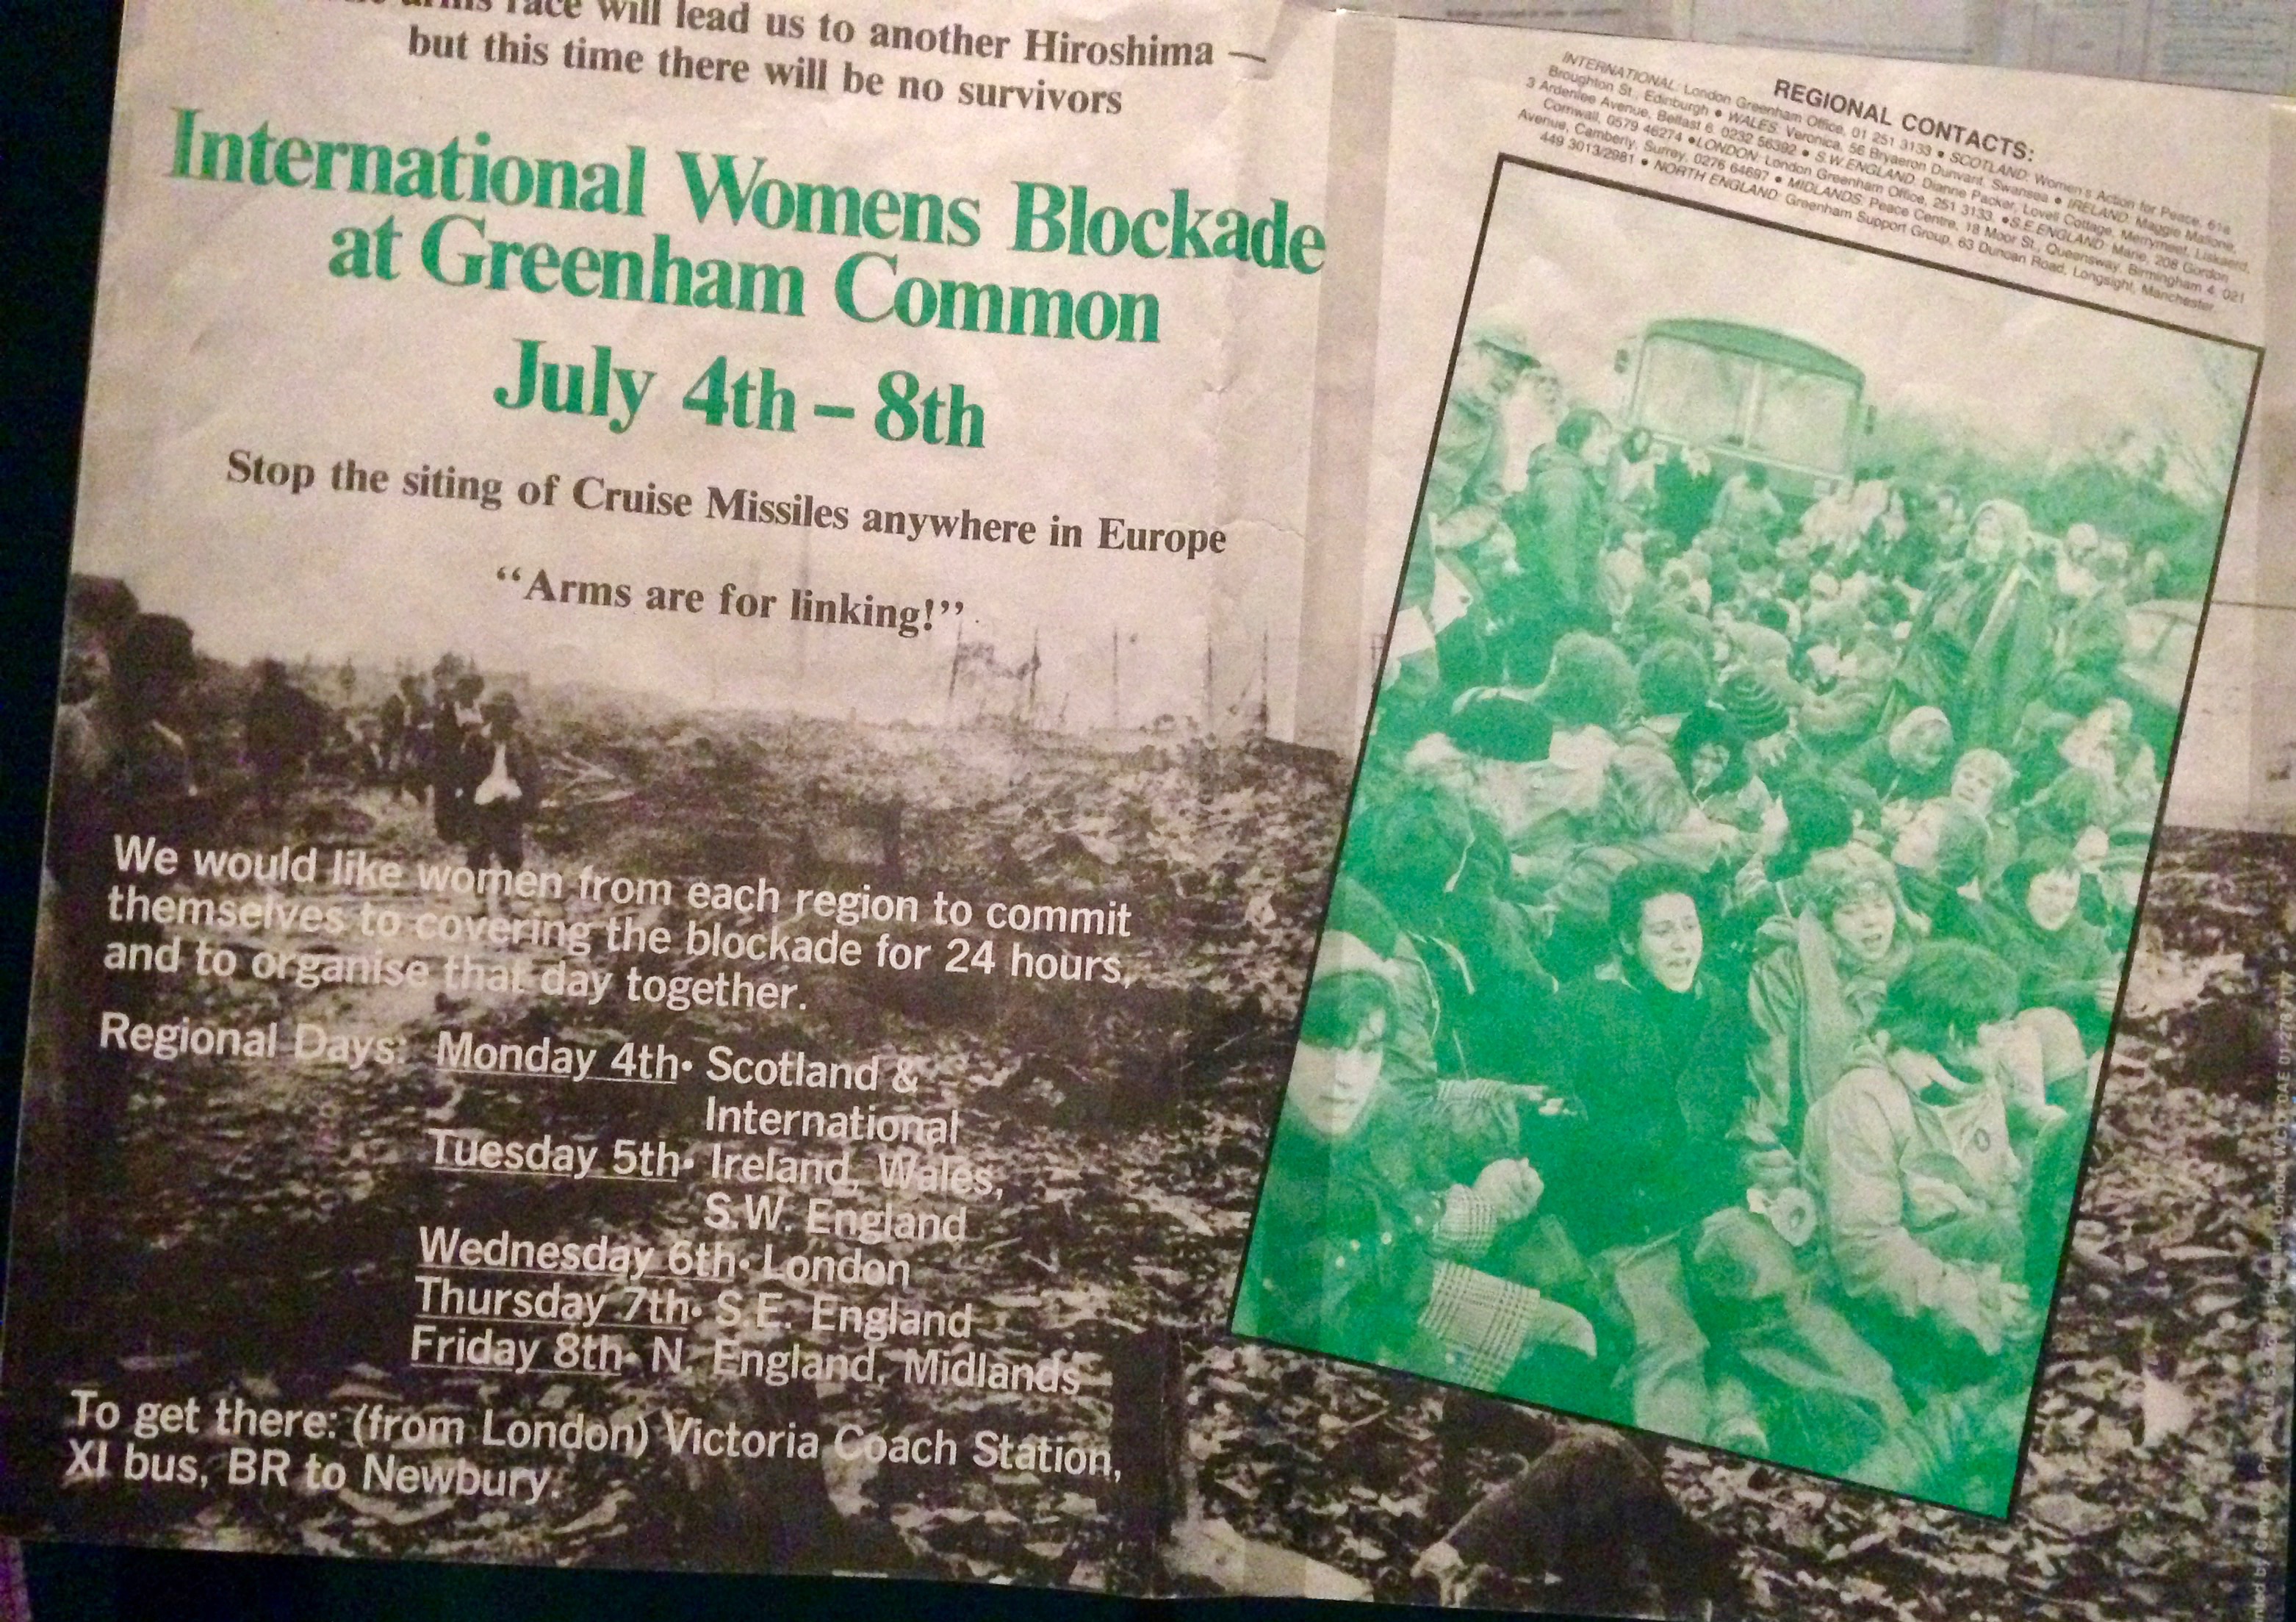 arms race will lead us to another Hiroshima —
but this time there will be no survivors
International Womens Blockade
at Greenham Common
July 4th – 8th
Stop the siting of Cruise Missiles anywhere in Europe
“Arms are for linking!”
We would like women from each region to commit
themselves to covering the blockade for 24 hours,
and to organise that day together.
Regional Days: Monday 4th• Scotland &
International
Tuesday 5th• Ireland, Wales,
S.W. England
Wednesday 6th• London
Thursday 7th• S.E. England
Friday 8th• N. England, Midlands
To get there: (from London) Victoria Coach Station,
XI bus, BR to Newbury.
REGIONAL CONTACTS:
INTERNATIONAL: London Greenham Office, 01 251 3133 • SCOTLAND: Women's Action for Peace, 61a
Broughton St., Edinburgh • WALES: Veronica, 56 Bryaeron Dunvant, Swansea • IRELAND: Maggie Malone,
3 Ardenlee Avenue, Belfast 6. 0232 56392 • S.W. ENGLAND: Dianne Packer, Lovell Cottage, Merrymeet, Liskeard,
Cornwall, 0579 46274 • LONDON: London Greenham Office, 251 3133. • S.E. ENGLAND: Marie, 208 Gordon
Avenue, Camberly, Surrey, 0276 64697 • MIDLANDS: Peace Centre, 18 Moor St., Queensway, Birmingham 4. 021
449 3013/2981 • NORTH ENGLAND: Greenham Support Group, 63 Duncan Road, Longsight, Manchester